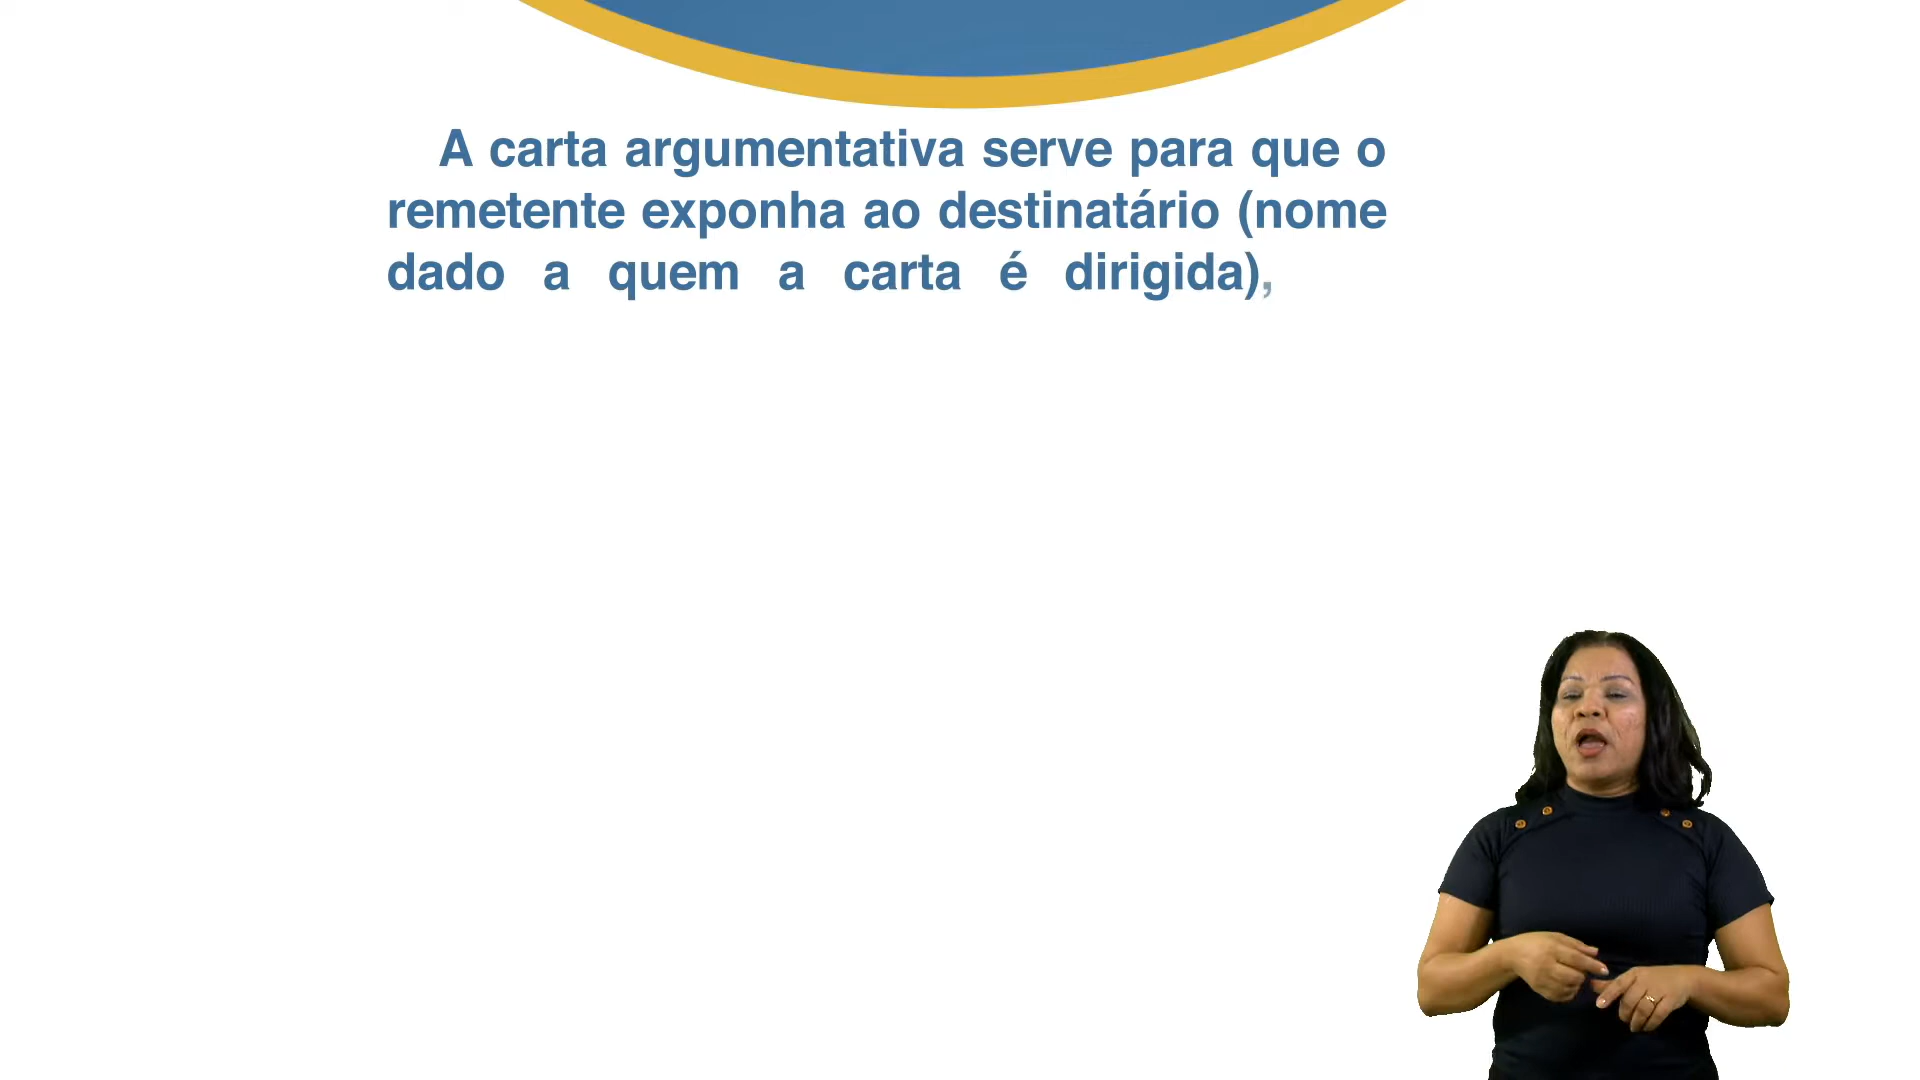 A carta argumentativa serve para que o
remetente exponha ao destinatário (nome
dado a quem a carta é dirigida),